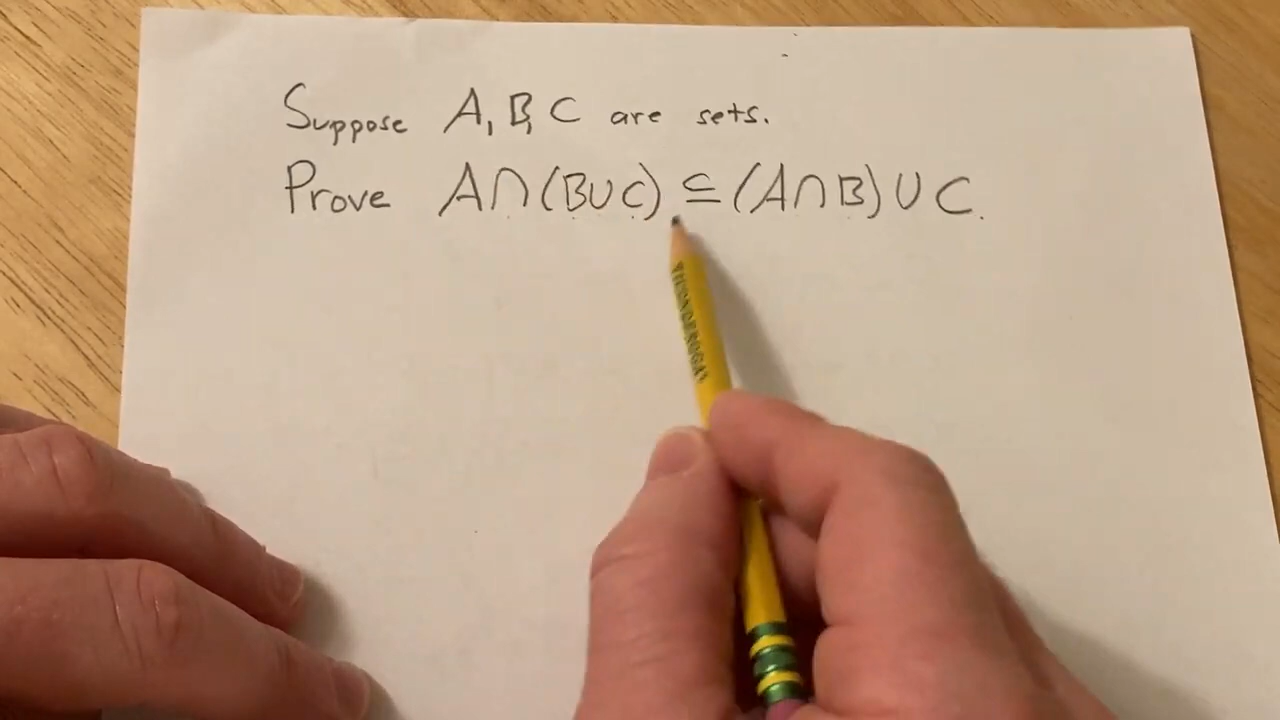 Suppose A, B, C are sets.
Prove A∩(B∪C) ⊆ (A∩B)∪C.